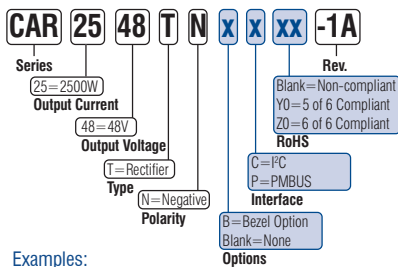 CAR 25 48 T N x x xx -1A
Series
Rev.
25=2500W
Output Current
Blank=Non-compliant
Y0=5 of 6 Compliant
Z0=6 of 6 Compliant
RoHS
48=48V
Output Voltage
T=Rectifier
Type
C=I²C
P=PMBUS
Interface
N=Negative
Polarity
B=Bezel Option
Blank=None
Options
Examples: